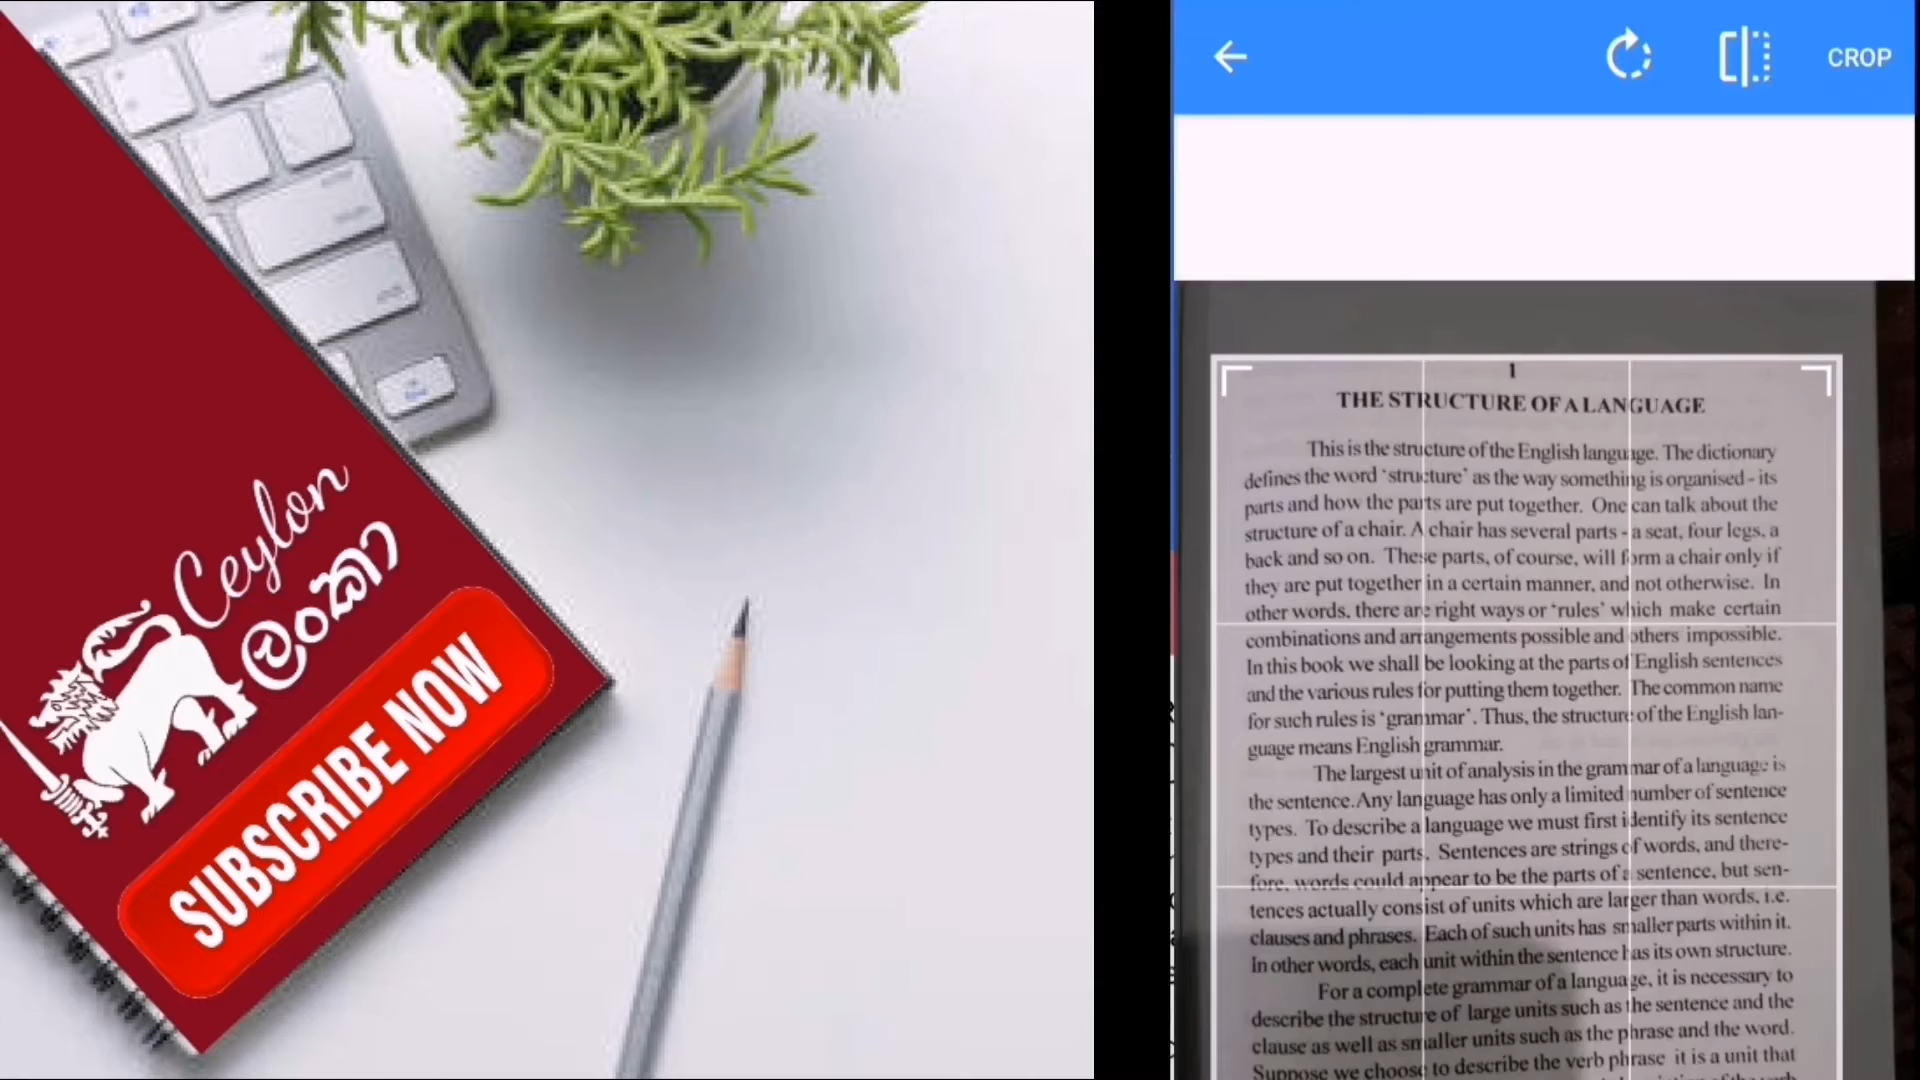 Ceylon
ලංකා
SUBSCRIBE NOW
CROP
1
THE STRUCTURE OF A LANGUAGE
This is the structure of the English language. The dictionary
defines the word ‘structure’ as the way something is organised - its
parts and how the parts are put together. One can talk about the
structure of a chair. A chair has several parts - a seat, four legs, a
back and so on. These parts, of course, will form a chair only if
they are put together in a certain manner, and not otherwise. In
other words, there are right ways or ‘rules’ which make certain
combinations and arrangements possible and others impossible.
In this book we shall be looking at the parts of English sentences
and the various rules for putting them together. The common name
for such rules is ‘grammar’. Thus, the structure of the English lan-
guage means English grammar.
The largest unit of analysis in the grammar of a language is
the sentence. Any language has only a limited number of sentence
types. To describe a language we must first identify its sentence
types and their parts. Sentences are strings of words, and there-
fore, words could appear to be the parts of a sentence, but sen-
tences actually consist of units which are larger than words, i.e.
clauses and phrases. Each of such units has smaller parts within it.
In other words, each unit within the sentence has its own structure.
For a complete grammar of a language, it is necessary to
describe the structure of large units such as the sentence and the
clause as well as smaller units such as the phrase and the word.
Suppose we choose to describe the verb phrase it is a unit that